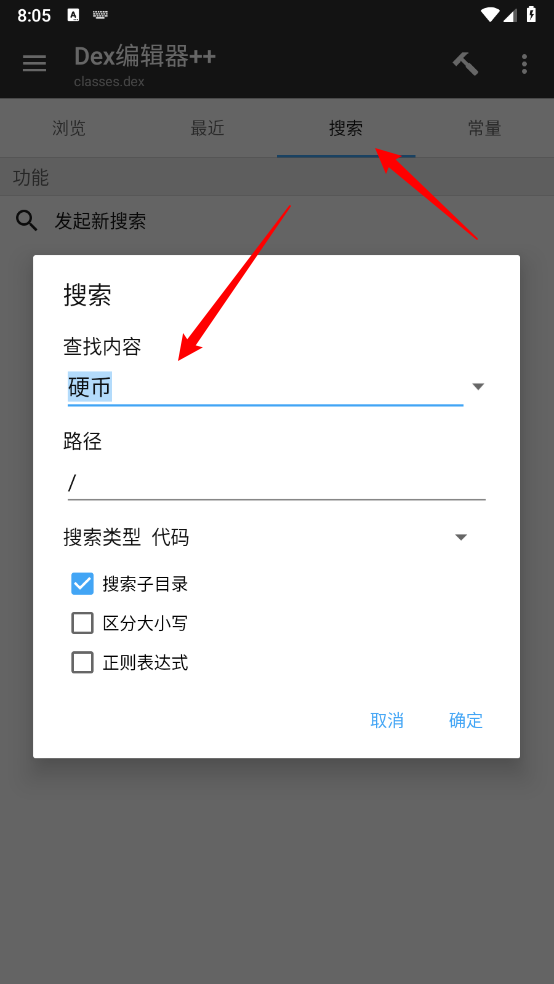 8:05
Dex编辑器++
classes.dex
浏览 最近 搜索 常量
功能
发起新搜索
搜索
查找内容
硬币
路径
/
搜索类型 代码
搜索子目录
区分大小写
正则表达式
取消 确定